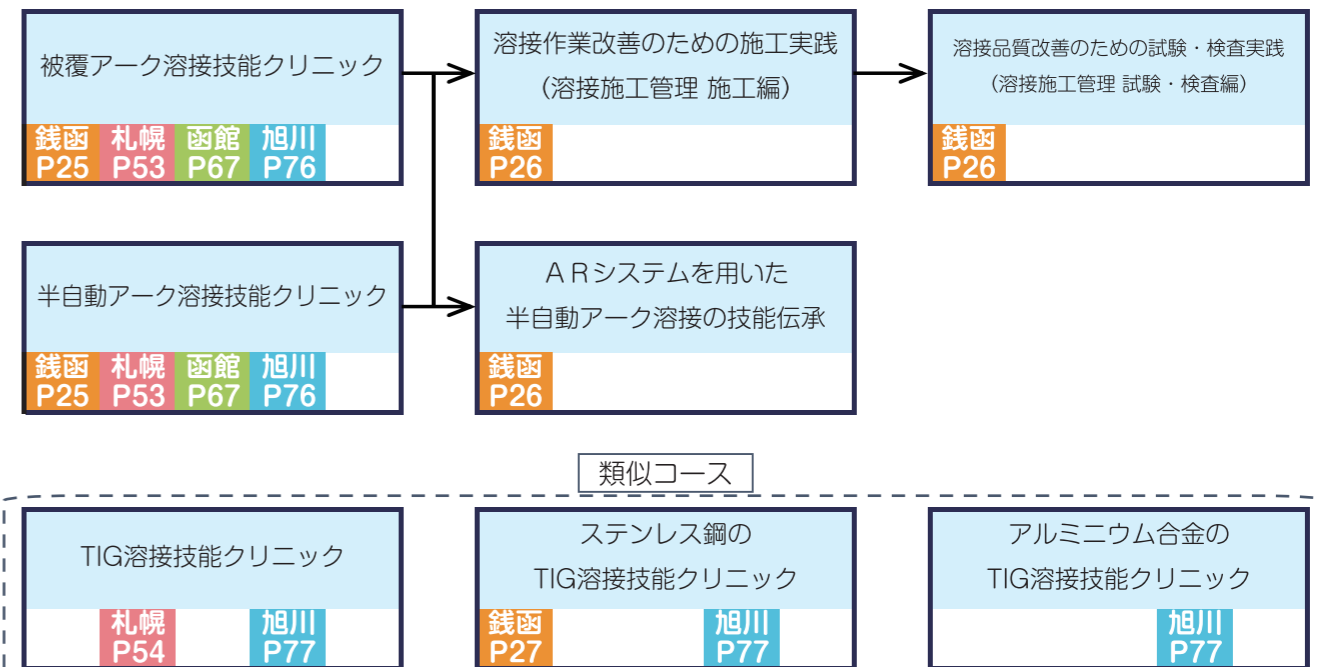 被覆アーク溶接技能クリニック
銭函 札幌 函館 旭川
P25 P53 P67 P76
溶接作業改善のための施工実践
(溶接施工管理 施工編)
銭函
P26
溶接品質改善のための試験・検査実践
(溶接施工管理 試験・検査編)
銭函
P26
半自動アーク溶接技能クリニック
銭函 札幌 函館 旭川
P25 P53 P67 P76
ARシステムを用いた
半自動アーク溶接の技能伝承
銭函
P26
類似コース
TIG溶接技能クリニック
札幌 旭川
P54 P77
ステンレス鋼の
TIG溶接技能クリニック
銭函 旭川
P27 P77
アルミニウム合金の
TIG溶接技能クリニック
旭川
P77